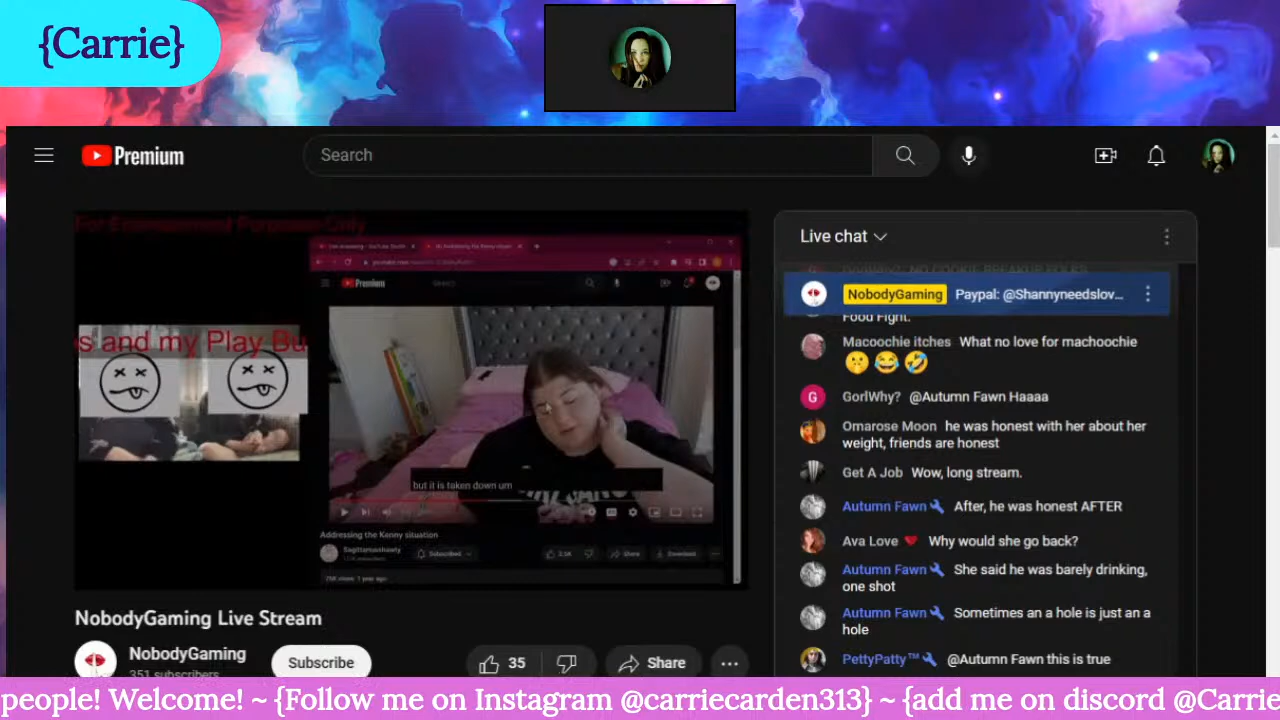 {Carrie}
Premium
Search
For Entertainment Purposes Only
Live chat
NobodyGaming Paypal: @Shannyneedslov...
Food Fight.
Macoochie itches What no love for machoochie
🤫😂🤣
s and my Play Bu
G GorlWhy? @Autumn Fawn Haaaa
Omarose Moon he was honest with her about her
weight, friends are honest
Get A Job Wow, long stream.
but it is taken down um
Autumn Fawn After, he was honest AFTER
Addressing the Kenny situation
Subscribed
Share
Download
Ava Love Why would she go back?
Autumn Fawn She said he was barely drinking,
one shot
Autumn Fawn Sometimes an a hole is just an a
hole
PettyPatty™ @Autumn Fawn this is true
NobodyGaming Live Stream
NobodyGaming
351 subscribers
Subscribe
35
Share
people! Welcome! ~ {Follow me on Instagram @carriecarden313} ~ {add me on discord @Carrie